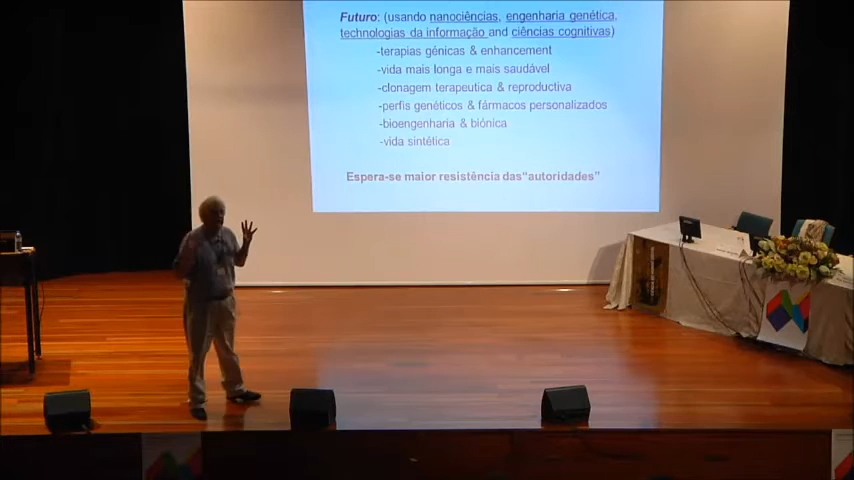 Futuro: (usando nanociências, engenharia genética,
technologias da informação and ciências cognitivas)
-terapias génicas & enhancement
-vida mais longa e mais saudável
-clonagem terapeutica & reproductiva
-perfis genéticos & fármacos personalizados
-bioengenharia & biónica
-vida sintética
Espera-se maior resistência das"autoridades"